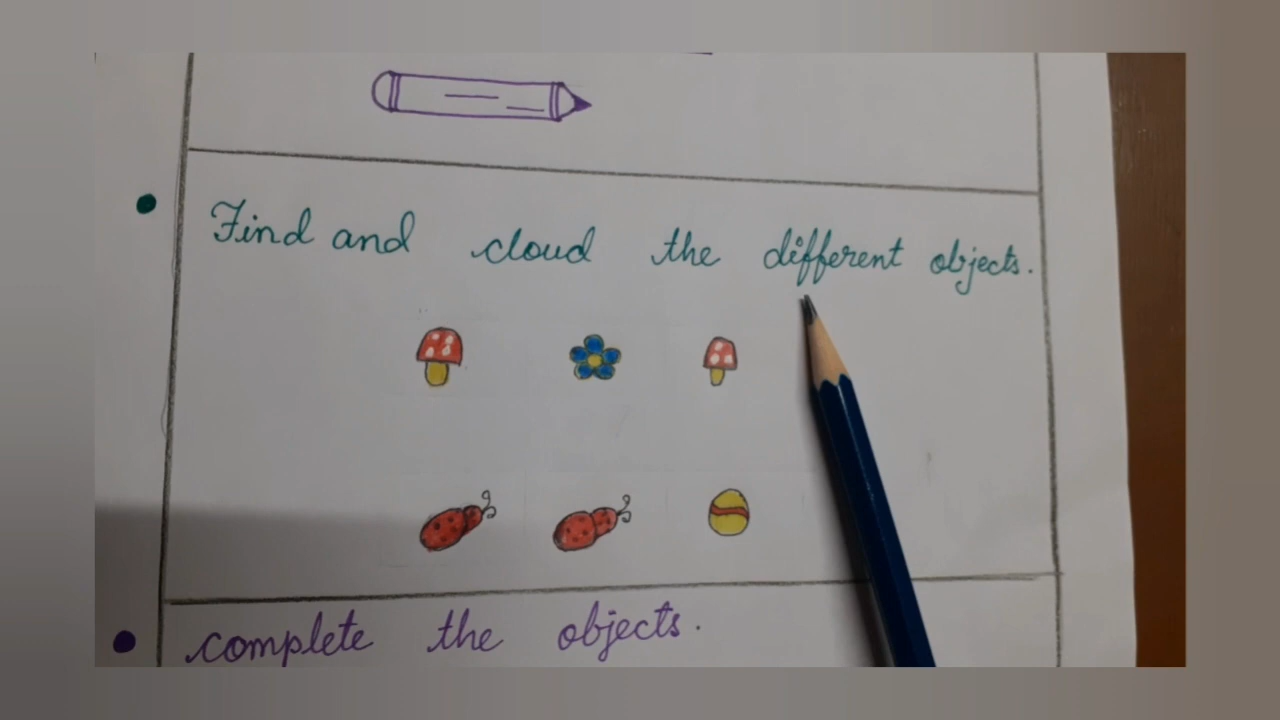 Find and cloud the different objects.
complete the objects.